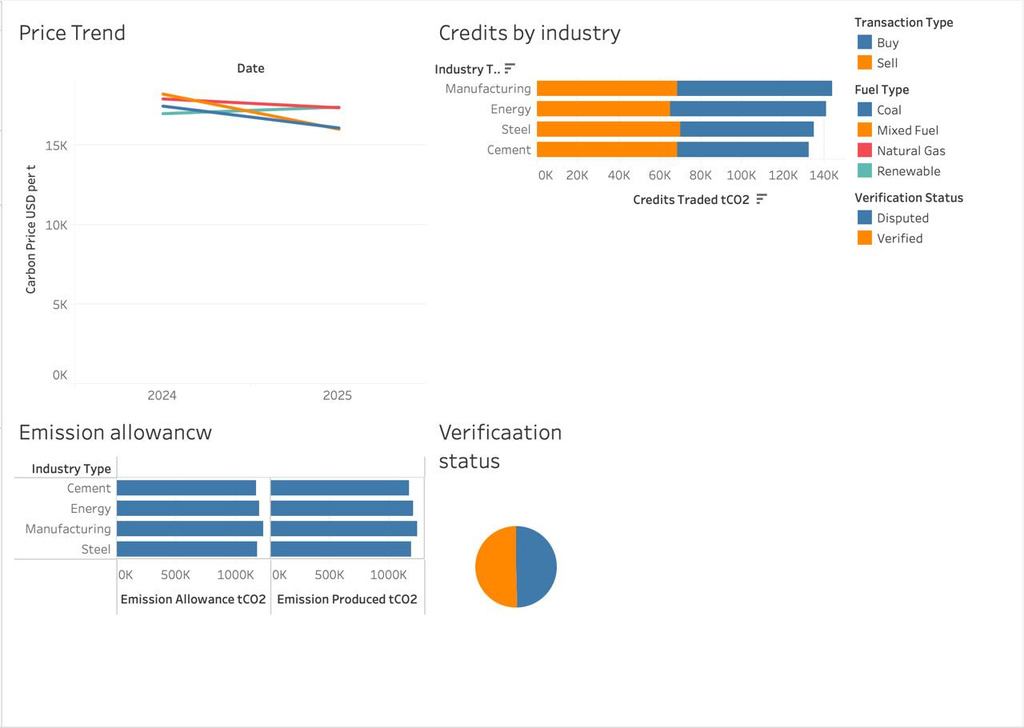 Price Trend
Date
15K
10K
5K
0K
Carbon Price USD per t
2024
2025
Credits by industry
Industry T..
Manufacturing
Energy
Steel
Cement
0K 20K 40K 60K 80K 100K 120K 140K
Credits Traded tCO2
Transaction Type
Buy
Sell
Fuel Type
Coal
Mixed Fuel
Natural Gas
Renewable
Verification Status
Disputed
Verified
Emission allowancw
Industry Type
Cement
Energy
Manufacturing
Steel
0K 500K 1000K 0K 500K 1000K
Emission Allowance tCO2 Emission Produced tCO2
Verificaation
status